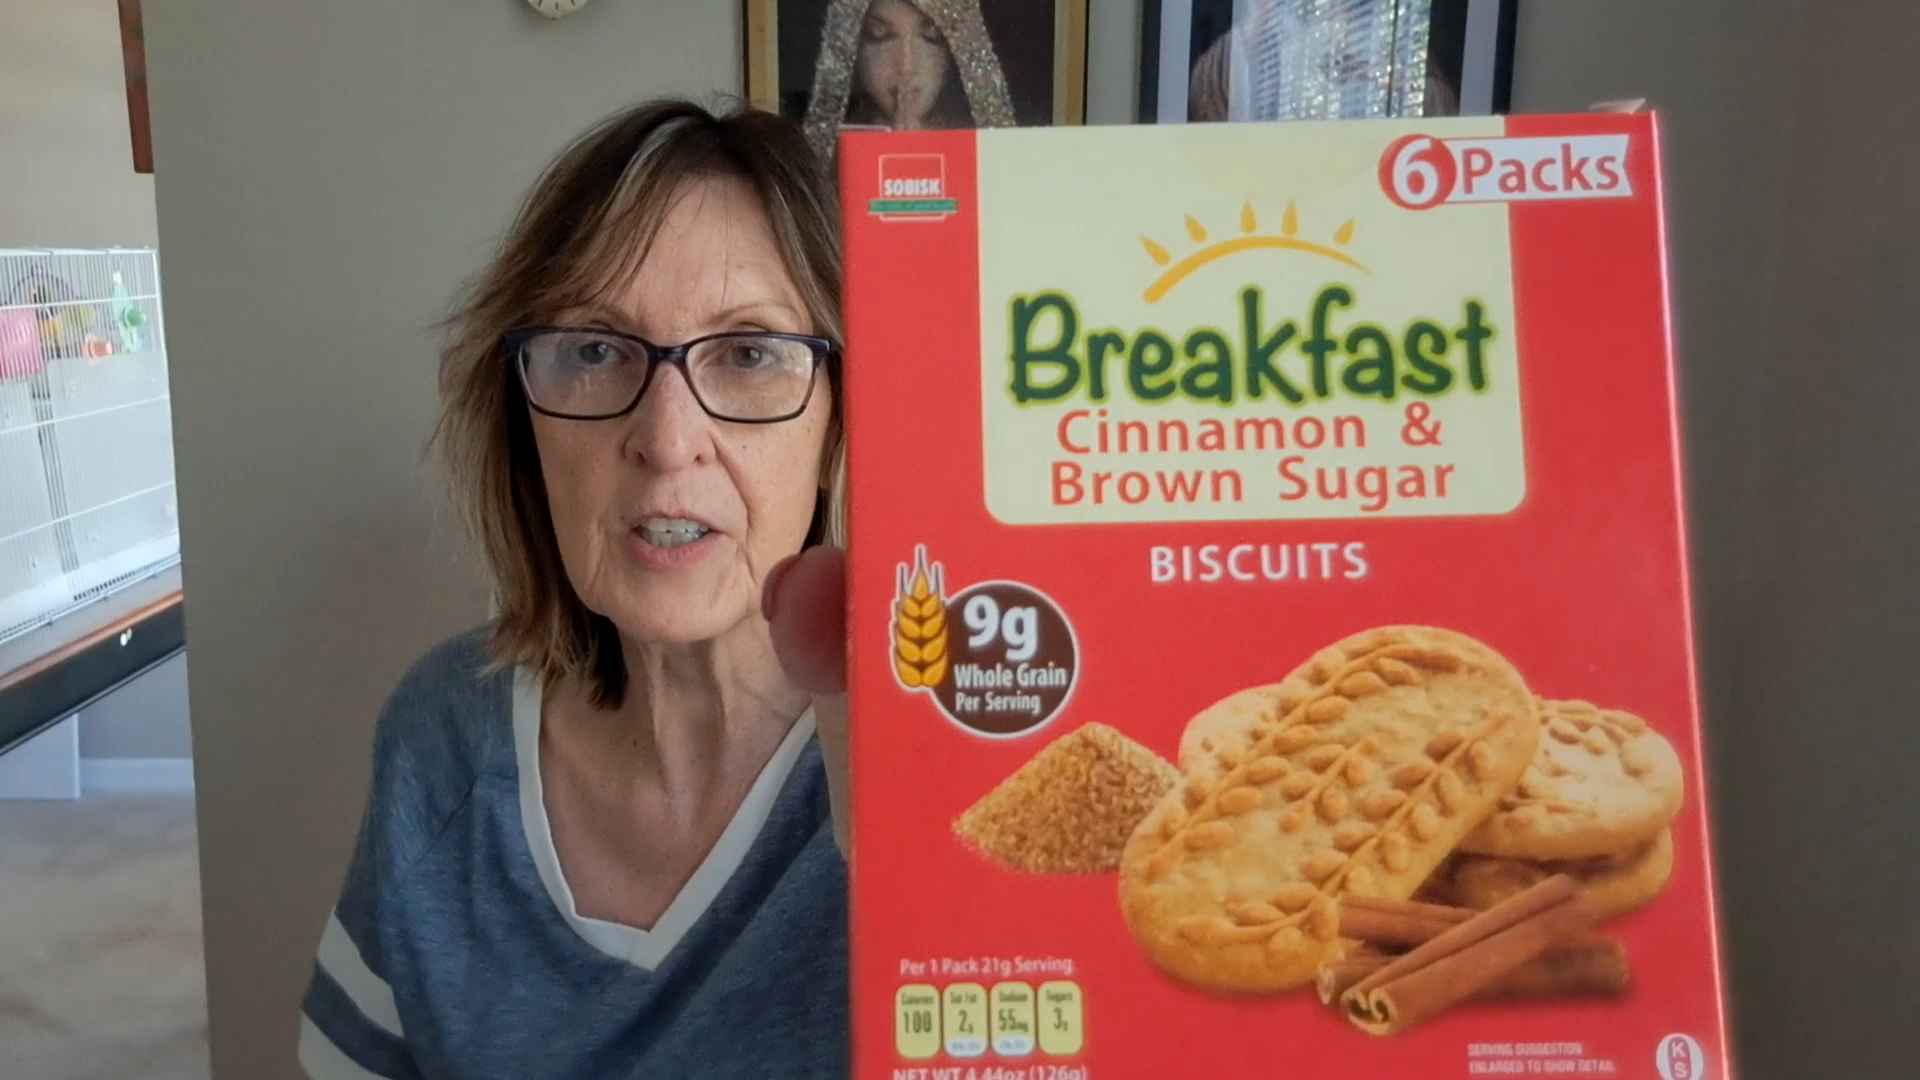 SOBISK
6 Packs
Breakfast
Cinnamon &
Brown Sugar
BISCUITS
9g
Whole Grain
Per Serving
Per 1 Pack 21g Serving
Calories
100
Sat Fat
2g
Sodium
55mg
Sugars
3g
NET WT 4.44oz (126g)
SERVING SUGGESTION
ENLARGED TO SHOW DETAIL
K
S